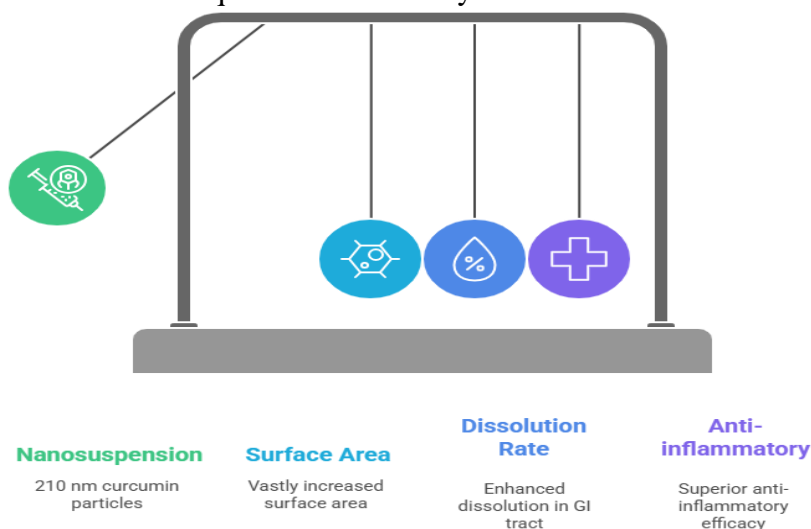 Nanosuspension
210 nm curcumin
particles
Surface Area
Vastly increased
surface area
Dissolution
Rate
Enhanced
dissolution in GI
tract
Anti-
inflammatory
Superior anti-
inflammatory
efficacy
%